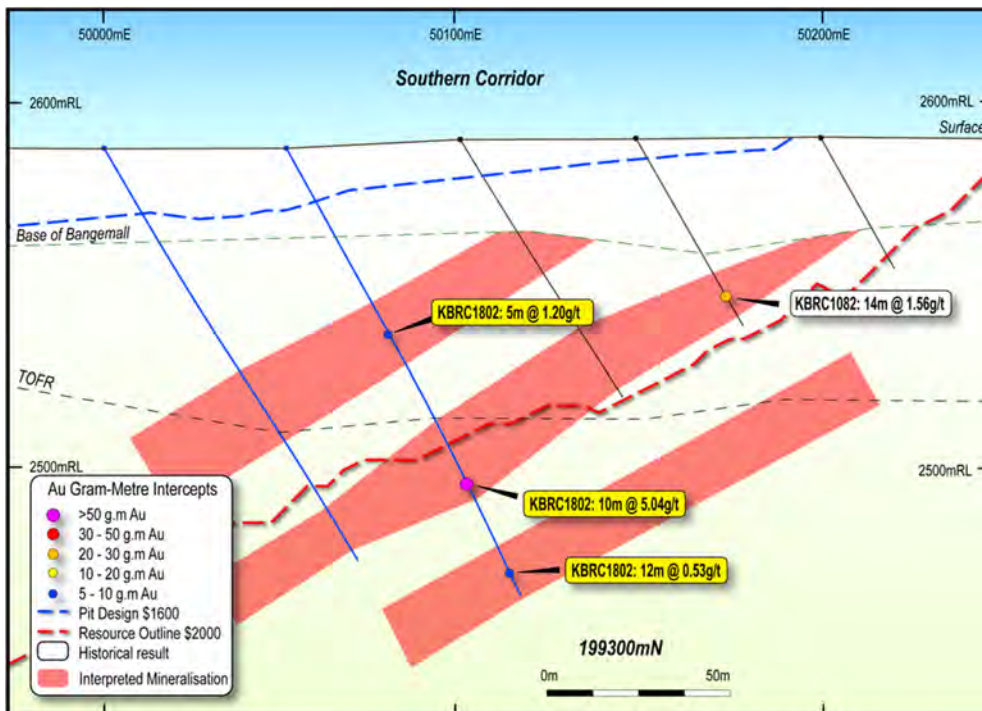 50000mE
50100mE
50200mE
Southern Corridor
2600mRL
2600mRL
Surface
Base of Bangemall
KBRC1802: 5m @ 1.20g/t
KBRC1082: 14m @ 1.56g/t
TOFR
2500mRL
2500mRL
Au Gram-Metre Intercepts
>50 g.m Au
30 - 50 g.m Au
20 - 30 g.m Au
10 - 20 g.m Au
5 - 10 g.m Au
Pit Design $1600
Resource Outline $2000
Historical result
Interpreted Mineralisation
KBRC1802: 10m @ 5.04g/t
KBRC1802: 12m @ 0.53g/t
199300mN
0m
50m